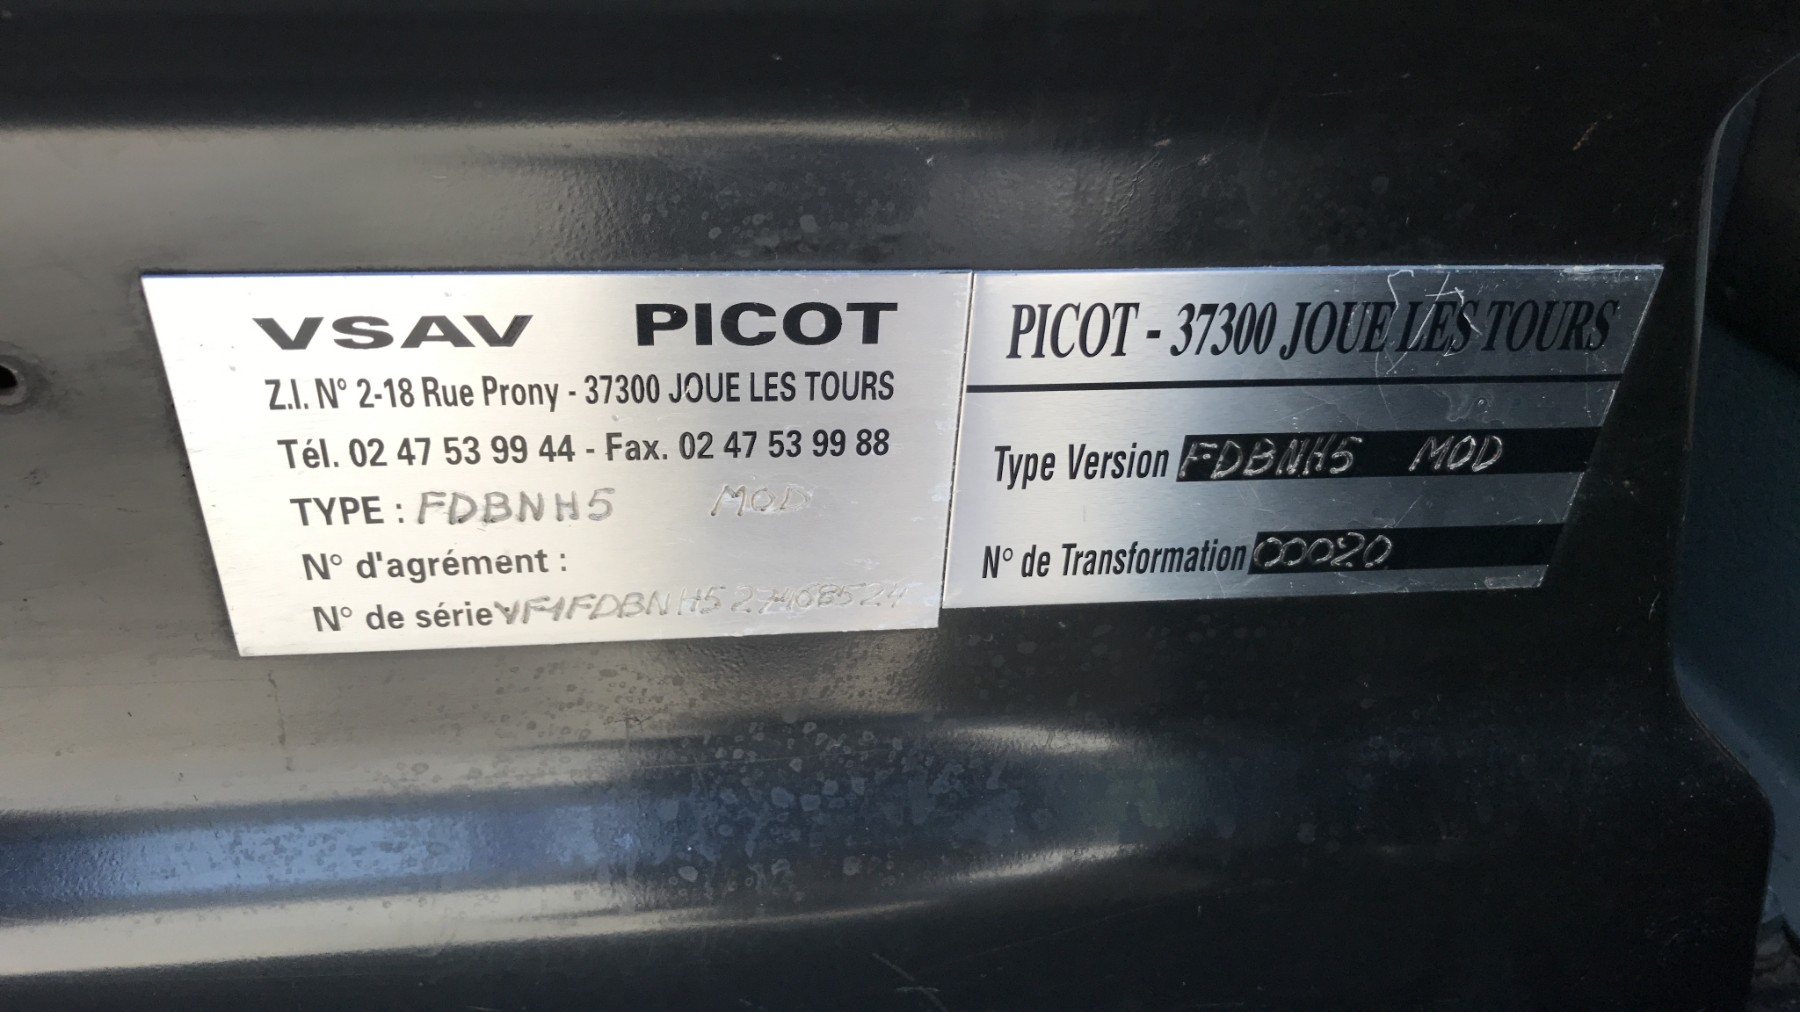 VSAV PICOT
Z.I. N° 2-18 Rue Prony - 37300 JOUE LES TOURS
Tél. 02 47 53 99 44 - Fax. 02 47 53 99 88
TYPE : FDBNH5 MOD
N° d'agrément :
N° de série
PICOT - 37300 JOUE LES TOURS
Type Version FDBNH5 MOD
N° de Transformation 00020